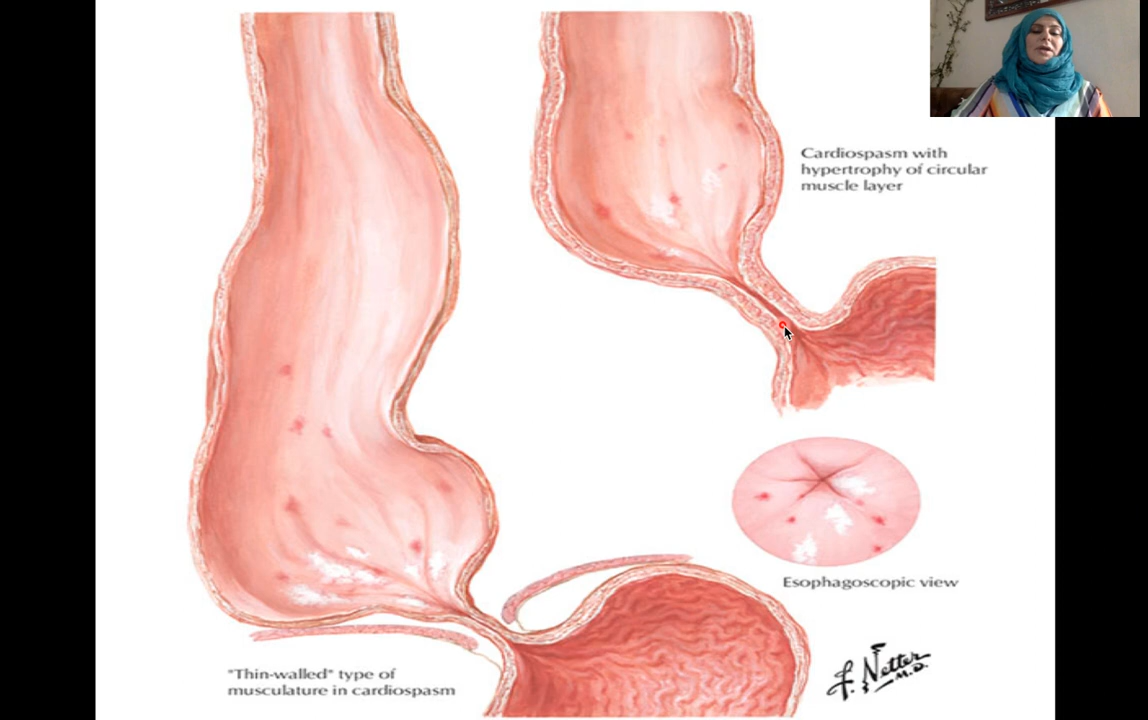 Cardiospasm with
hypertrophy of circular
muscle layer
Esophagoscopic view
"Thin-walled" type of
musculature in cardiospasm
F. Netter
M.D.